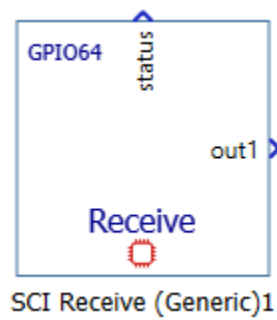 GPIO64
status
out1
Receive
SCI Receive (Generic)1